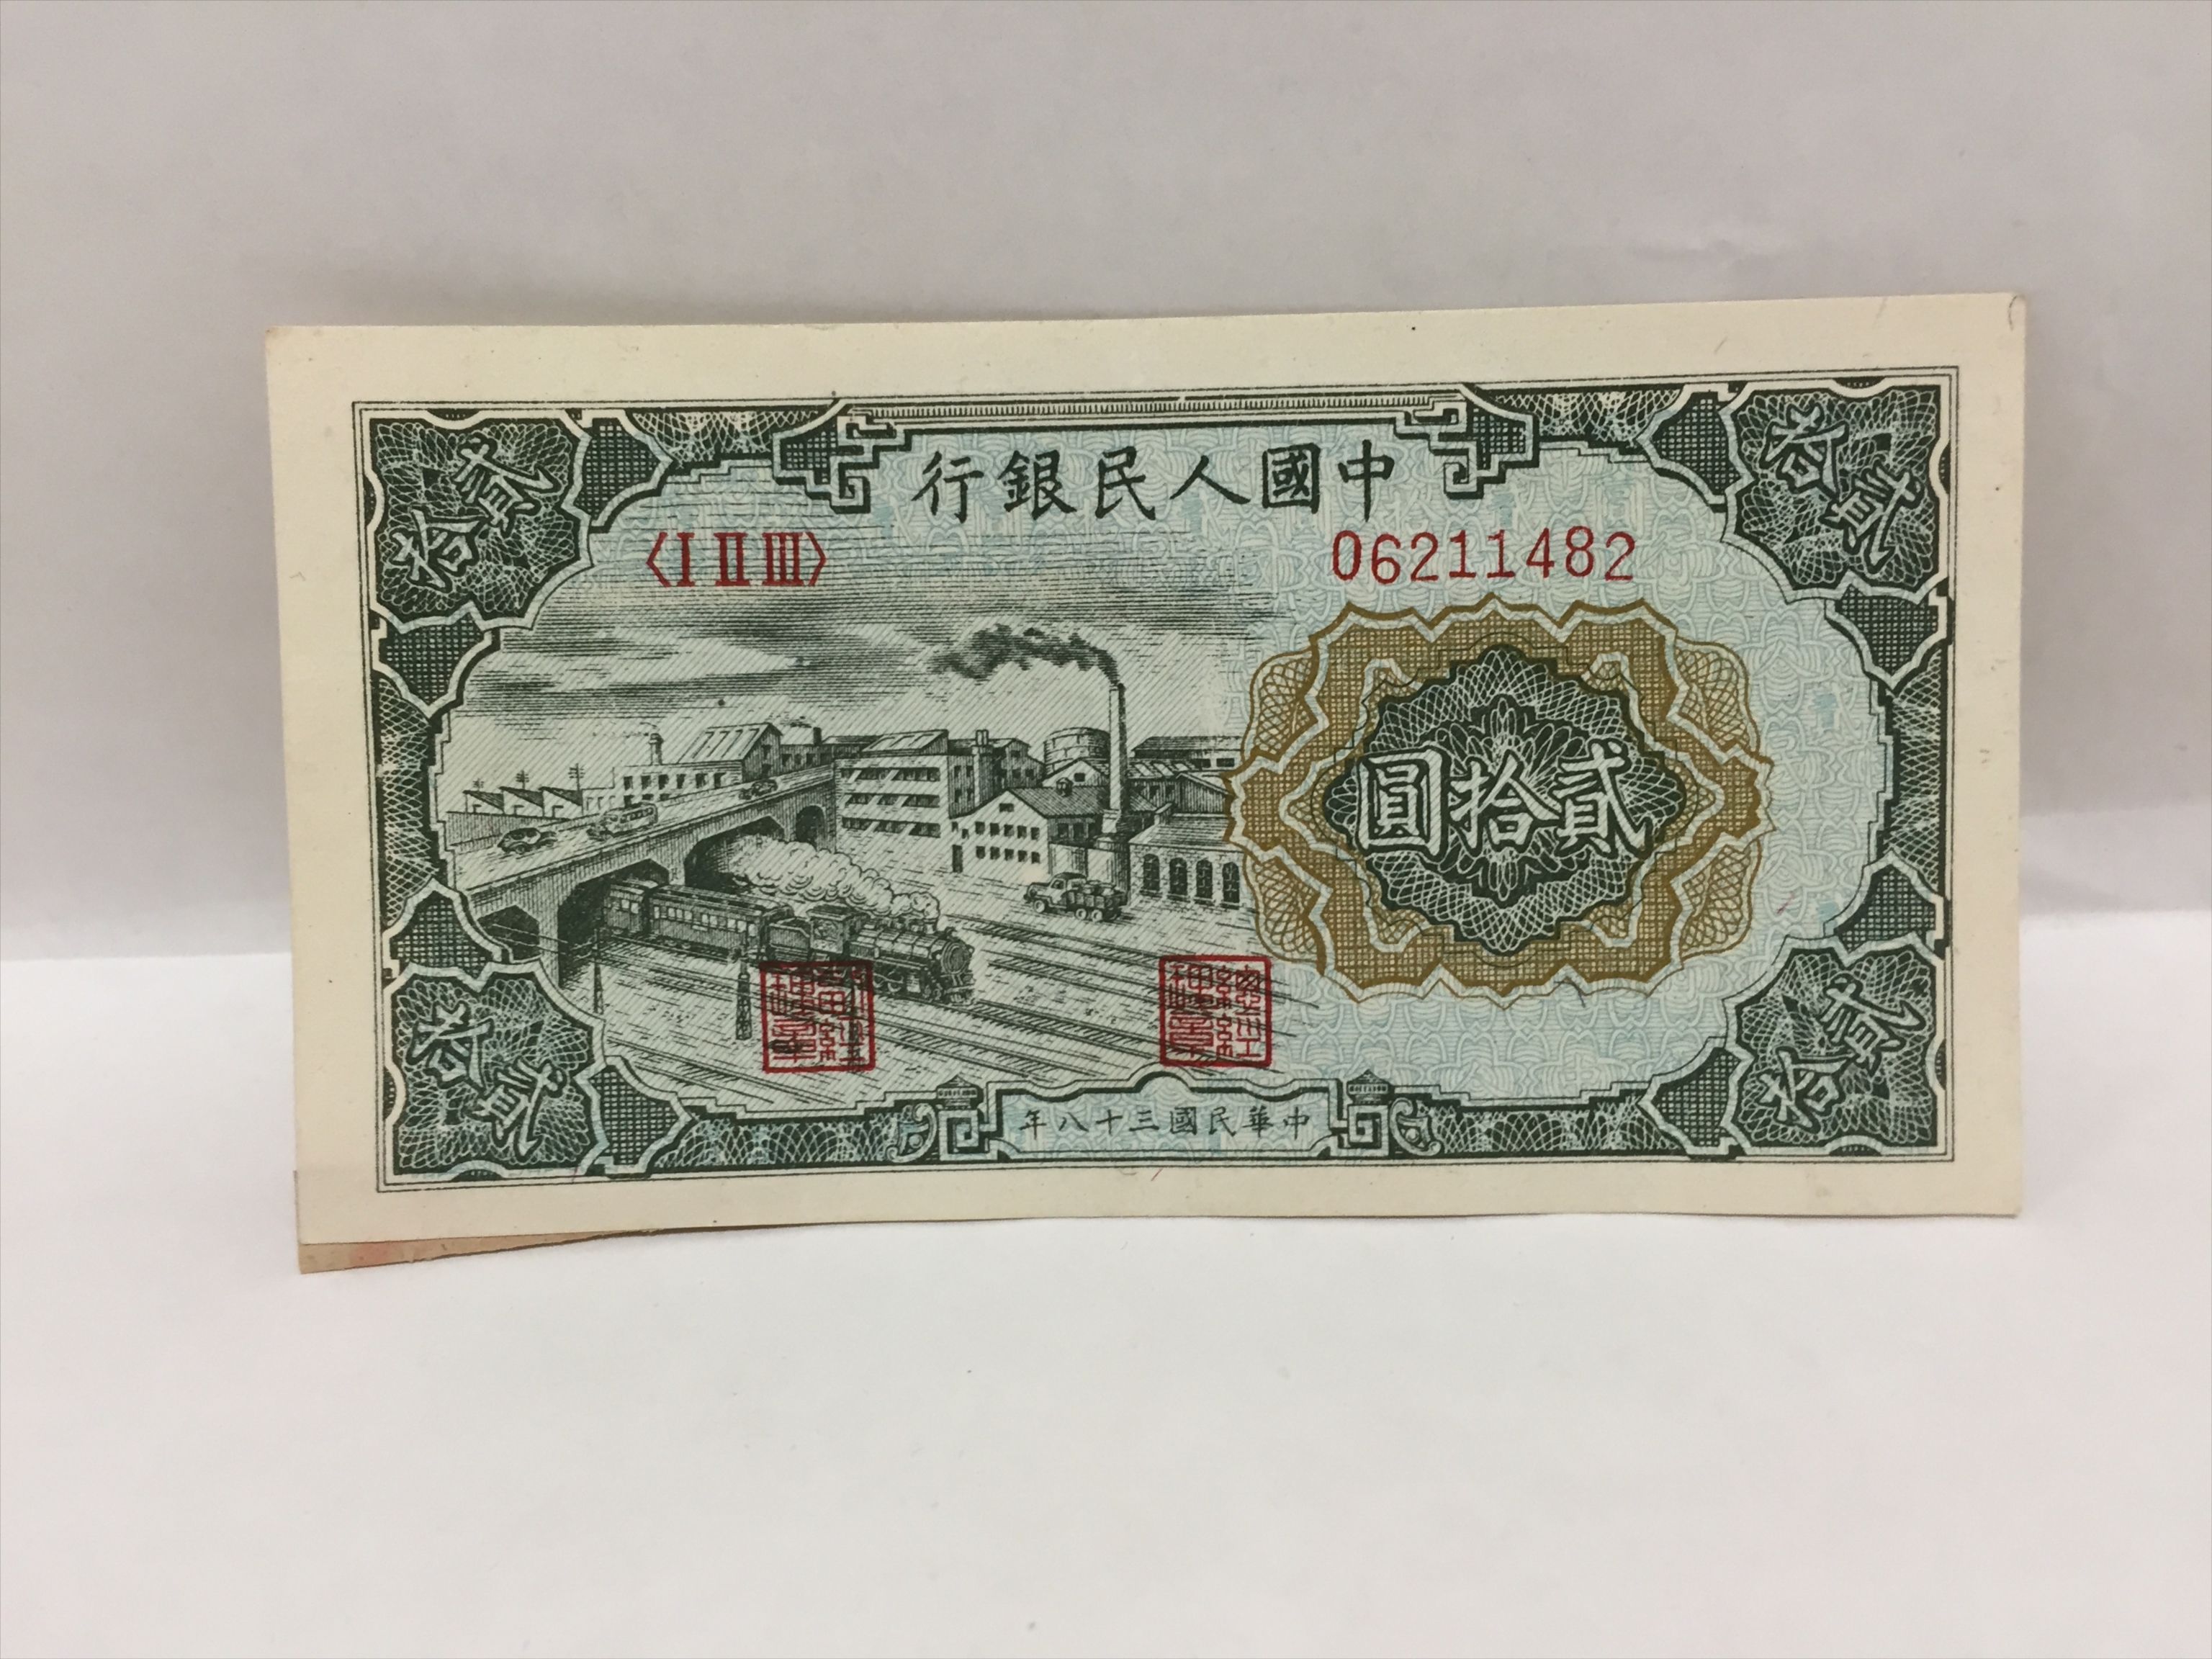 中國人民銀行
〈I II III〉
06211482
貳拾
貳拾
貳拾圓
貳拾
貳拾
中華民國三十八年